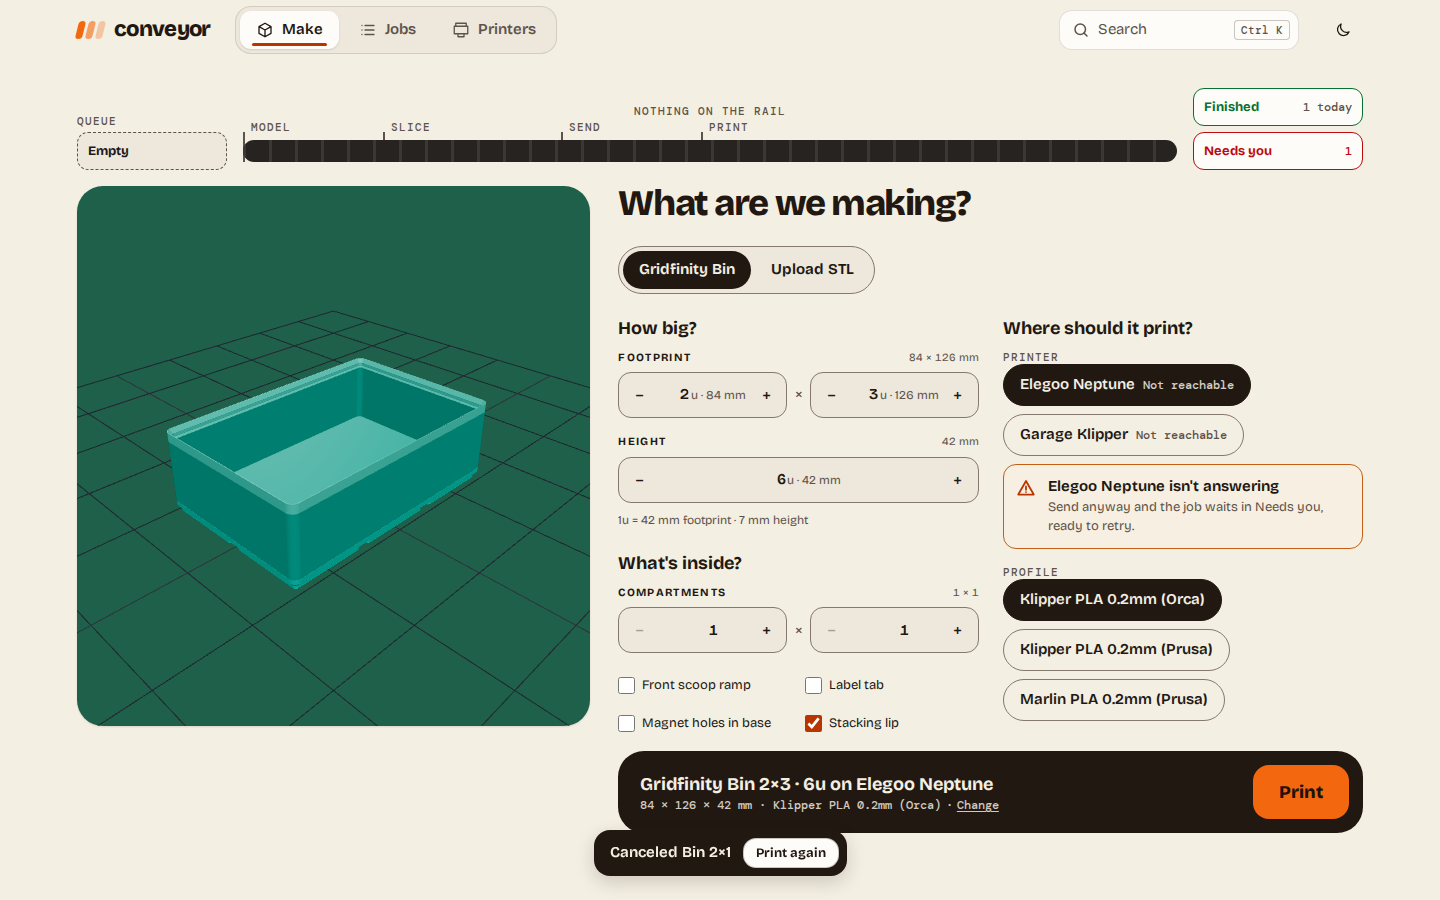 conveyor
Make
Jobs
Printers
Search
Ctrl K
QUEUE
Empty
NOTHING ON THE RAIL
MODEL
SLICE
SEND
PRINT
Finished 1 today
Needs you 1
What are we making?
Gridfinity Bin
Upload STL
How big?
FOOTPRINT 84 × 126 mm
− 2 u · 84 mm + × − 3 u · 126 mm +
HEIGHT 42 mm
− 6 u · 42 mm +
1u = 42 mm footprint · 7 mm height
What's inside?
COMPARTMENTS 1 × 1
− 1 + × − 1 +
Front scoop ramp
Label tab
Magnet holes in base
Stacking lip
Where should it print?
PRINTER
Elegoo Neptune Not reachable
Garage Klipper Not reachable
Elegoo Neptune isn't answering
Send anyway and the job waits in Needs you,
ready to retry.
PROFILE
Klipper PLA 0.2mm (Orca)
Klipper PLA 0.2mm (Prusa)
Marlin PLA 0.2mm (Prusa)
Gridfinity Bin 2×3 · 6u on Elegoo Neptune
84 × 126 × 42 mm · Klipper PLA 0.2mm (Orca) · Change
Print
Canceled Bin 2×1
Print again